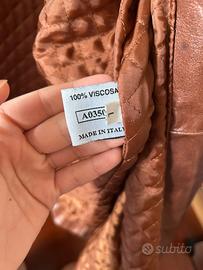 100% VISCOSA
A0350
MADE IN ITALY
subito